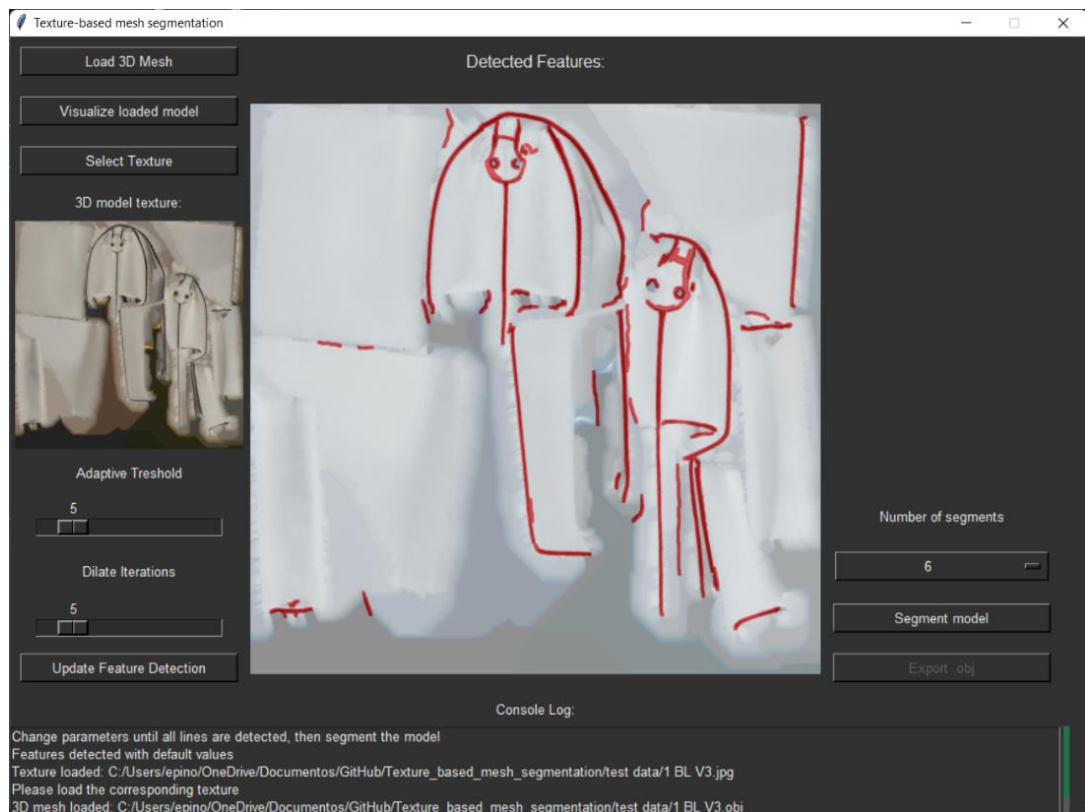 Texture-based mesh segmentation
Load 3D Mesh
Visualize loaded model
Select Texture
3D model texture:
Adaptive Treshold
5
Dilate Iterations
5
Update Feature Detection
Detected Features:
Number of segments
6
Segment model
Export .obj
Console Log:
Change parameters until all lines are detected, then segment the model
Features detected with default values
Texture loaded: C:/Users/epino/OneDrive/Documentos/GitHub/Texture_based_mesh_segmentation/test data/1 BL V3.jpg
Please load the corresponding texture
3D mesh loaded: C:/Users/epino/OneDrive/Documentos/GitHub/Texture_based_mesh_segmentation/test data/1 BL V3.obj